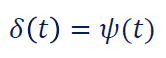 δ(t) = ψ(t)